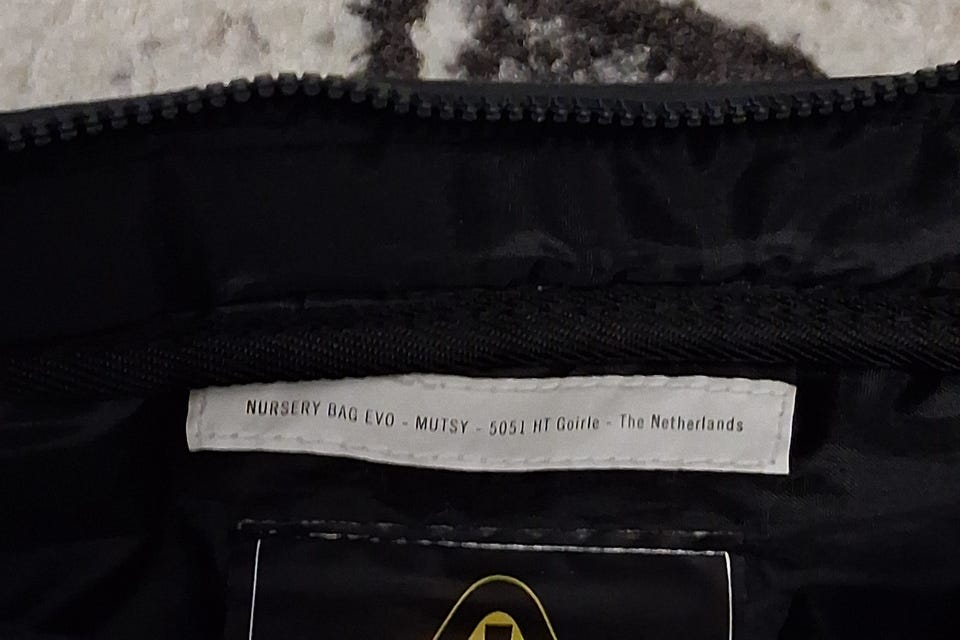 NURSERY BAG EVO - MUTSY - 5051 HT Goirle - The Netherlands